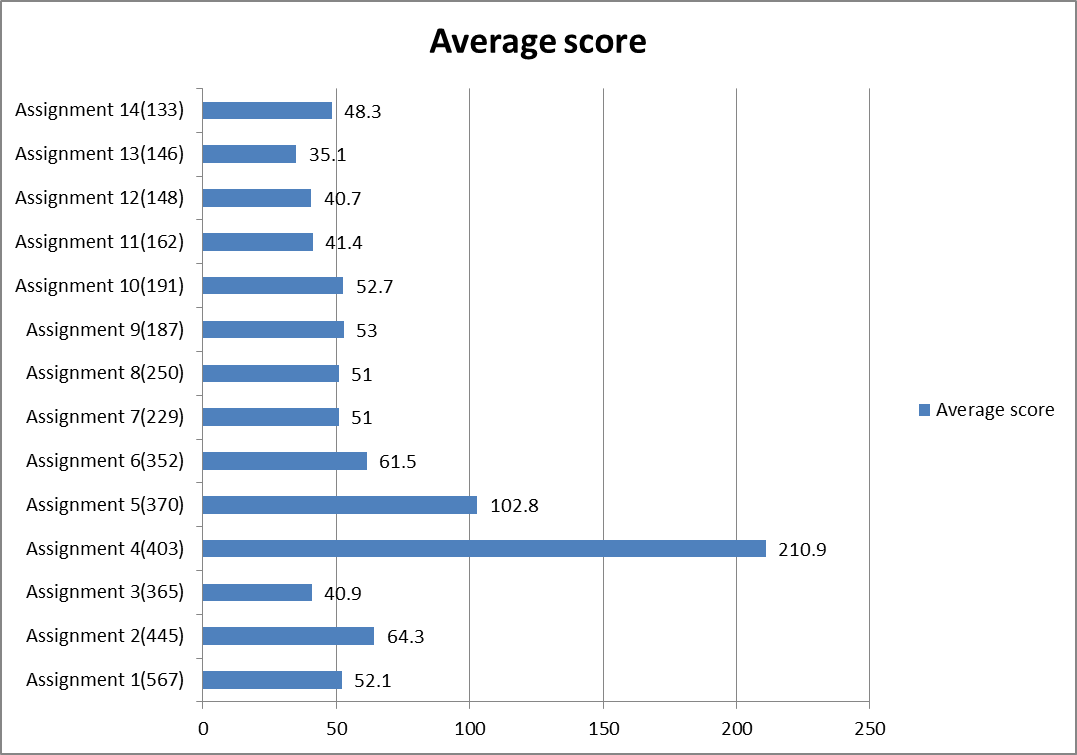 Average score
Assignment 14(133) 48.3
Assignment 13(146) 35.1
Assignment 12(148) 40.7
Assignment 11(162) 41.4
Assignment 10(191) 52.7
Assignment 9(187) 53
Assignment 8(250) 51
Assignment 7(229) 51
Average score
Assignment 6(352) 61.5
Assignment 5(370) 102.8
Assignment 4(403) 210.9
Assignment 3(365) 40.9
Assignment 2(445) 64.3
Assignment 1(567) 52.1
0 50 100 150 200 250